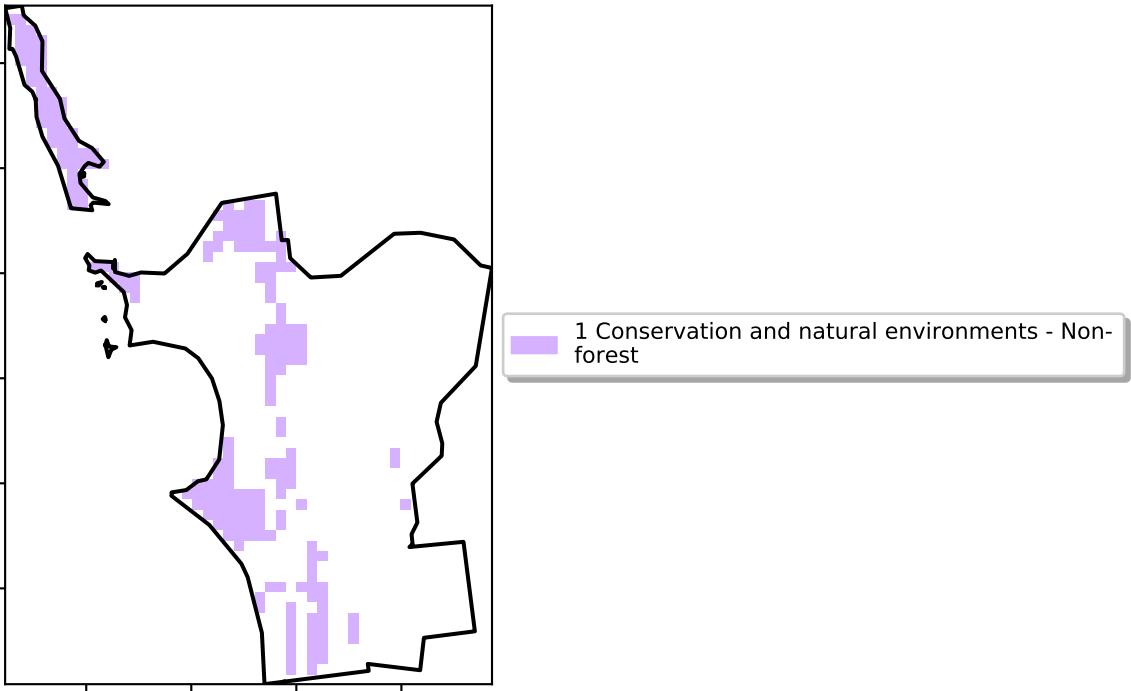 1 Conservation and natural environments - Non-
forest